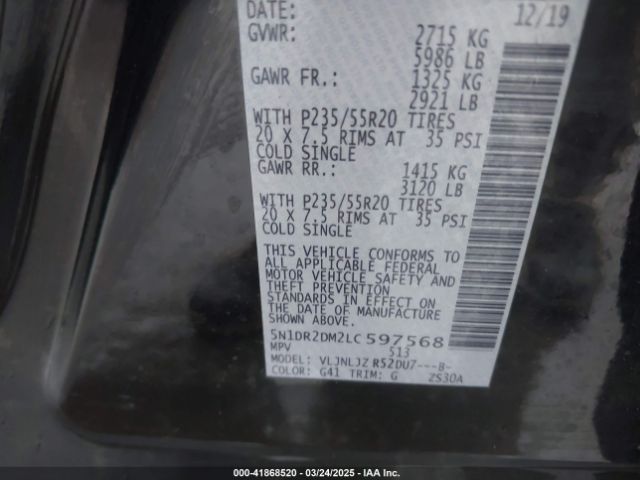 DATE: 12/19
GVWR: 2715 KG
5986 LB
GAWR FR.: 1325 KG
2921 LB
WITH P235/55R20 TIRES
20 X 7.5 RIMS AT 35 PSI
COLD SINGLE
GAWR RR.: 1415 KG
3120 LB
WITH P235/55R20 TIRES
20 X 7.5 RIMS AT 35 PSI
COLD SINGLE
THIS VEHICLE CONFORMS TO
ALL APPLICABLE FEDERAL
MOTOR VEHICLE SAFETY AND
THEFT PREVENTION
STANDARDS IN EFFECT ON
THE DATE OF MANUFACTURE
SHOWN ABOVE.
5N1DR2DM2LC597568
MPV 513
MODEL: VLJNLJZ R52DU7---B-
COLOR: G41 TRIM: G ZS30A
000-41868520 — 03/24/2025 — IAA Inc.